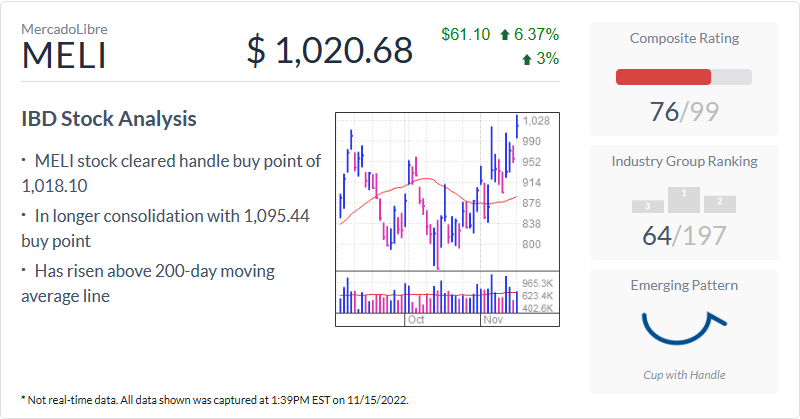 MercadoLibre
MELI
$ 1,020.68
$61.10 6.37%
3%
IBD Stock Analysis
· MELI stock cleared handle buy point of
1,018.10
· In longer consolidation with 1,095.44
buy point
· Has risen above 200-day moving
average line
1,028
990
952
914
876
838
800
965.3K
623.4K
402.6K
Oct
Nov
Composite Rating
76/99
Industry Group Ranking
3
1
2
64/197
Emerging Pattern
Cup with Handle
* Not real-time data. All data shown was captured at 1:39PM EST on 11/15/2022.